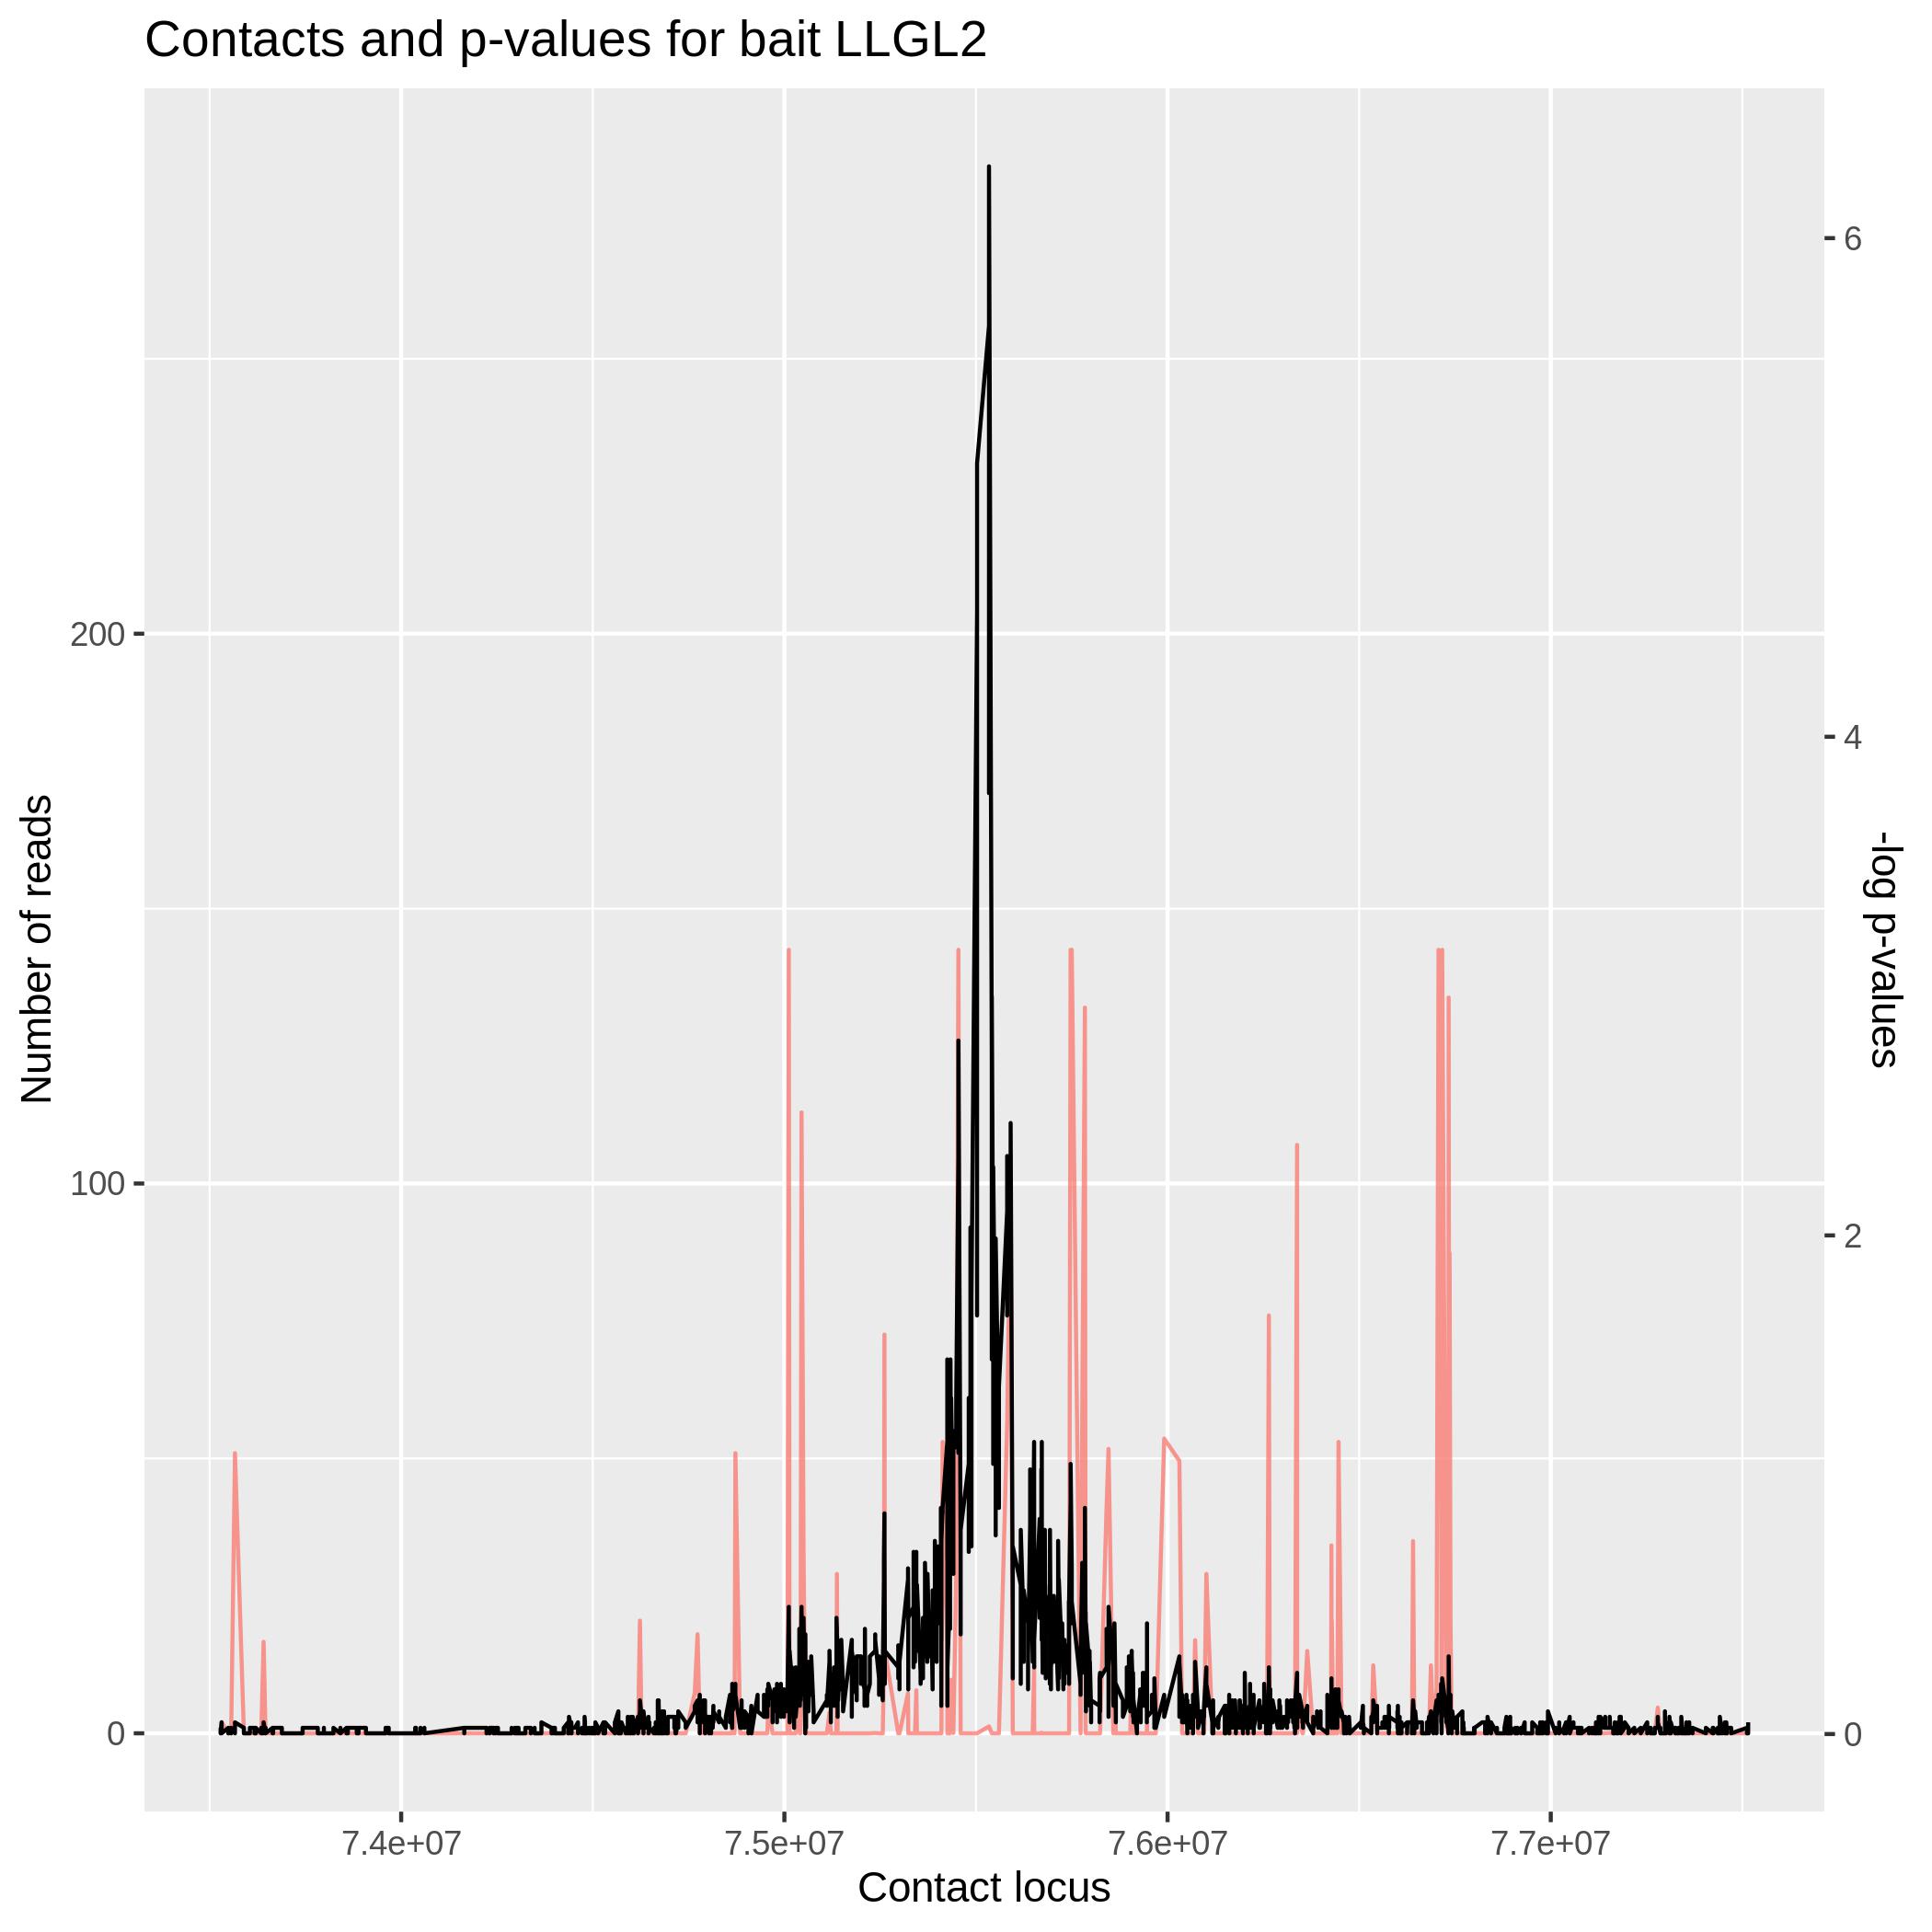 Contacts and p-values for bait LLGL2
Number of reads
200
100
0
6
4
2
0
-log p-values
7.4e+07
7.5e+07
7.6e+07
7.7e+07
Contact locus